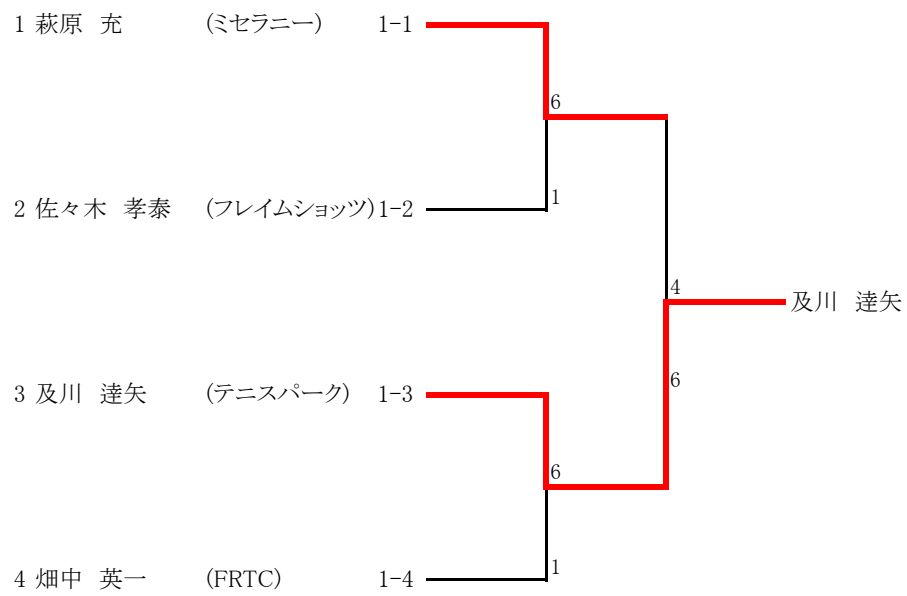 1 萩原 充 (ミセラニー) 1-1
6
1
2 佐々木 孝泰 (フレイムショッツ) 1-2
4
及川 達矢
6
3 及川 達矢 (テニスパーク) 1-3
6
1
4 畑中 英一 (FRTC) 1-4